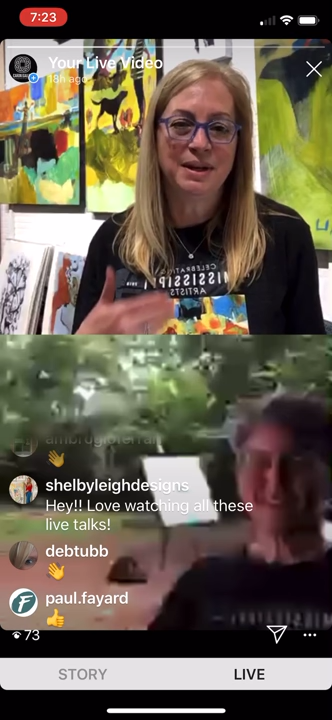 7:23
Your Live Video
18h ago
CELEBRATING
MISSISSIPPI
ARTISTS
shelbyleighdesigns
Hey!! Love watching all these
live talks!
debtubb
paul.fayard
73
STORY
LIVE